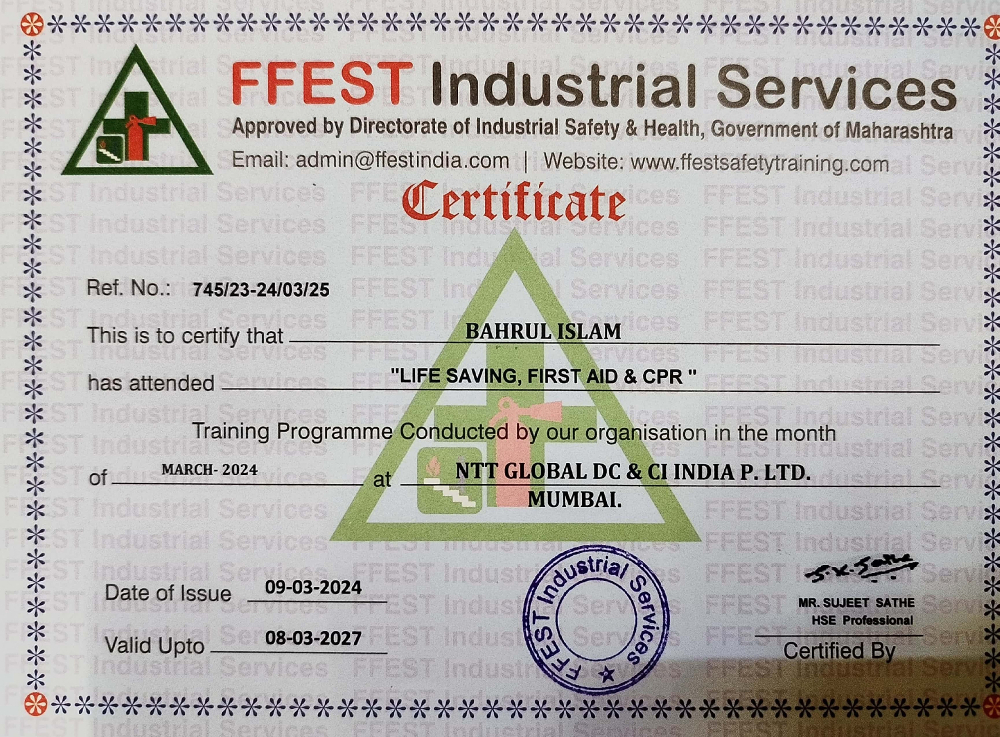 FFEST Industrial Services
Approved by Directorate of Industrial Safety & Health, Government of Maharashtra
Email: admin@ffestindia.com | Website: www.ffestsafetytraining.com
Certificate
Ref. No.: 745/23-24/03/25
This is to certify that BAHRUL ISLAM
has attended "LIFE SAVING, FIRST AID & CPR "
Training Programme Conducted by our organisation in the month
of MARCH- 2024 at NTT GLOBAL DC & CI INDIA P. LTD.
MUMBAI.
Date of Issue 09-03-2024
Valid Upto 08-03-2027
FFEST Industrial Services
S.K. Sathe
MR. SUJEET SATHE
HSE Professional
Certified By